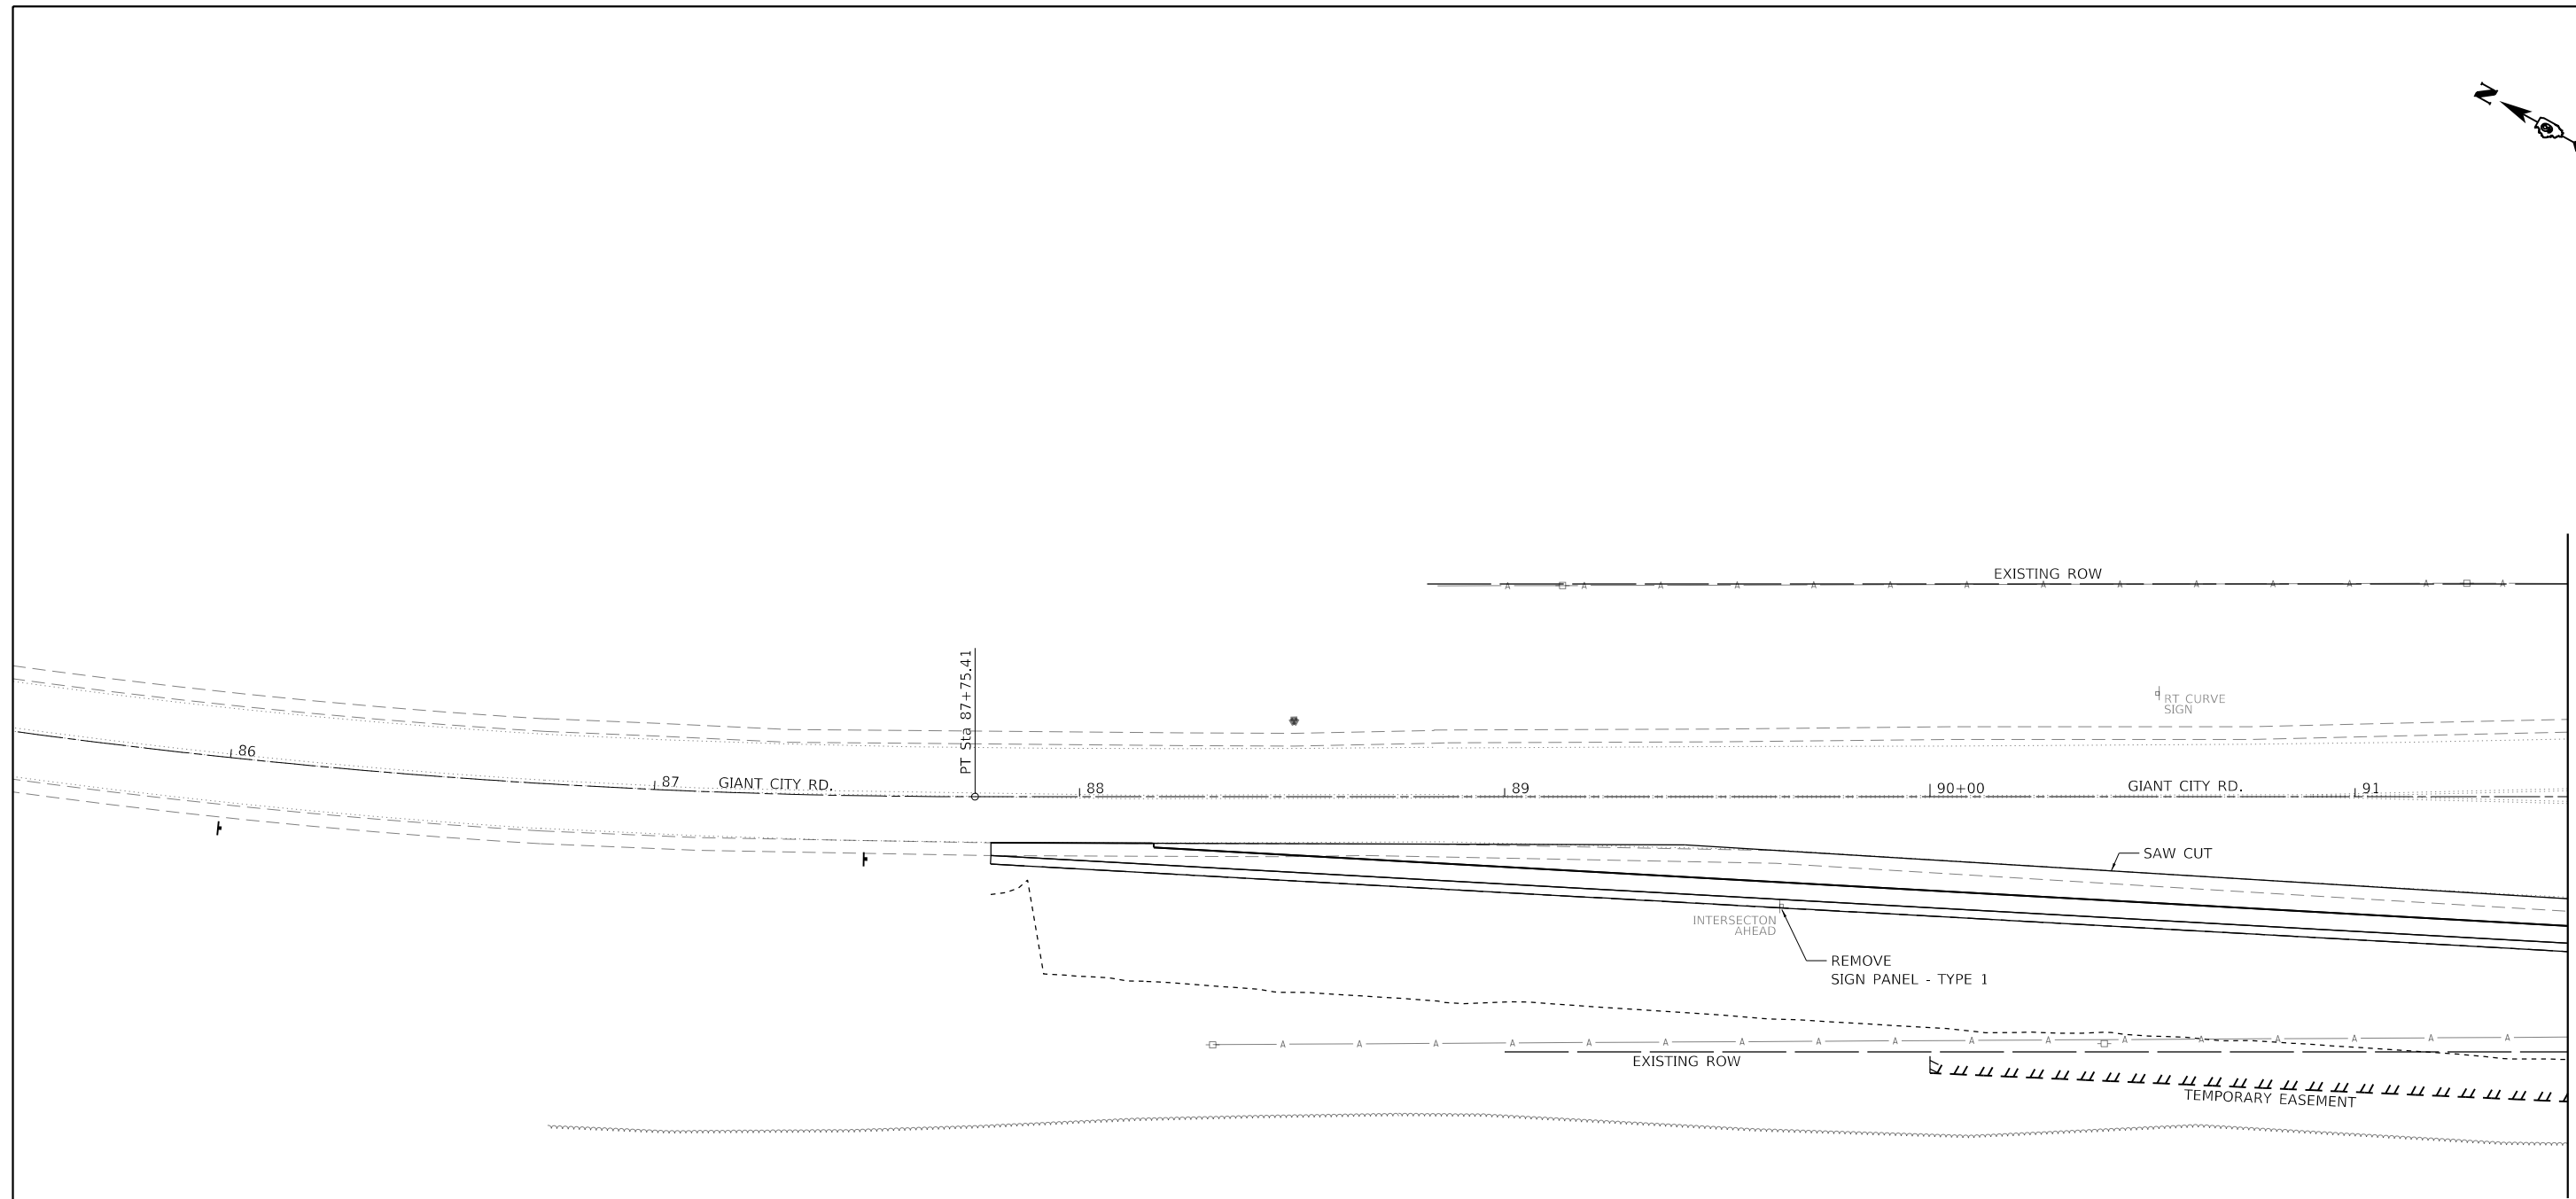 N
EXISTING ROW
PT Sta 87+75.41
RT CURVE
SIGN
86
87
GIANT CITY RD.
88
89
90+00
GIANT CITY RD.
91
SAW CUT
INTERSECTON
AHEAD
REMOVE
SIGN PANEL - TYPE 1
EXISTING ROW
TEMPORARY EASEMENT
A A A A A A A A A A A A A A
A A A A A A A A A A A A A A A A A